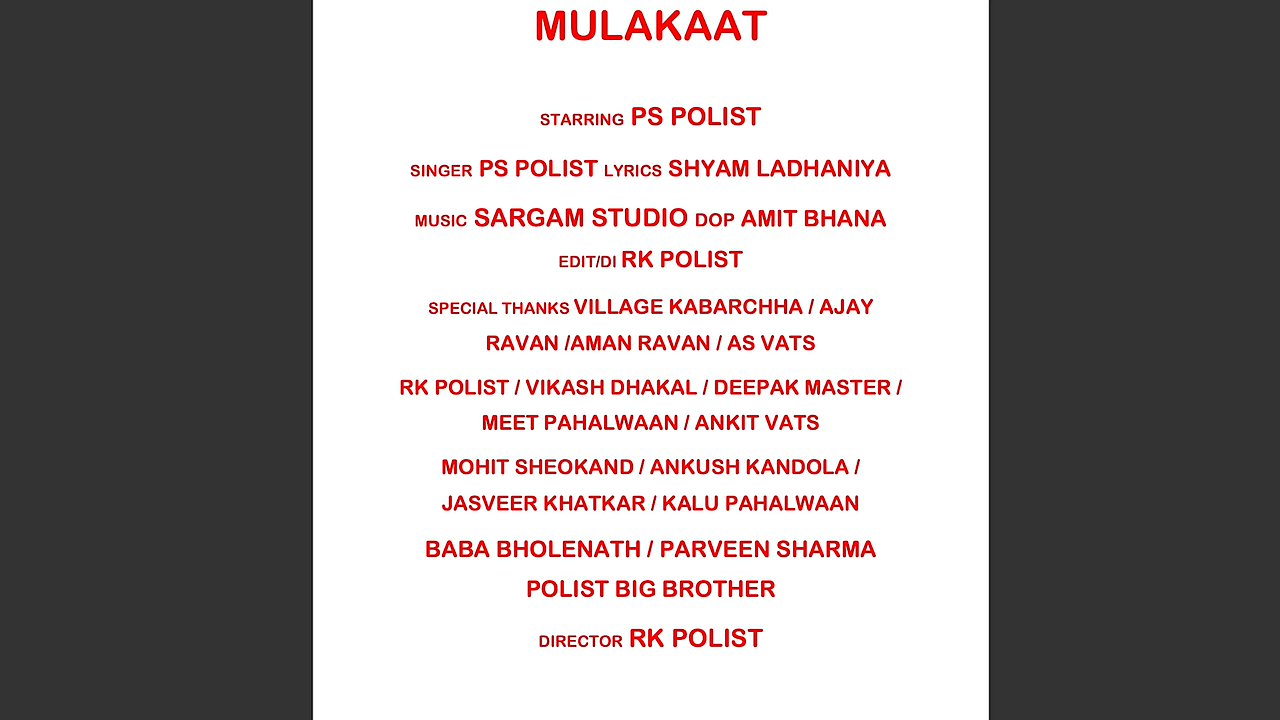 MULAKAAT
STARRING PS POLIST
SINGER PS POLIST LYRICS SHYAM LADHANIYA
MUSIC SARGAM STUDIO DOP AMIT BHANA
EDIT/DI RK POLIST
SPECIAL THANKS VILLAGE KABARCHHA / AJAY
RAVAN /AMAN RAVAN / AS VATS
RK POLIST / VIKASH DHAKAL / DEEPAK MASTER /
MEET PAHALWAAN / ANKIT VATS
MOHIT SHEOKAND / ANKUSH KANDOLA /
JASVEER KHATKAR / KALU PAHALWAAN
BABA BHOLENATH / PARVEEN SHARMA
POLIST BIG BROTHER
DIRECTOR RK POLIST